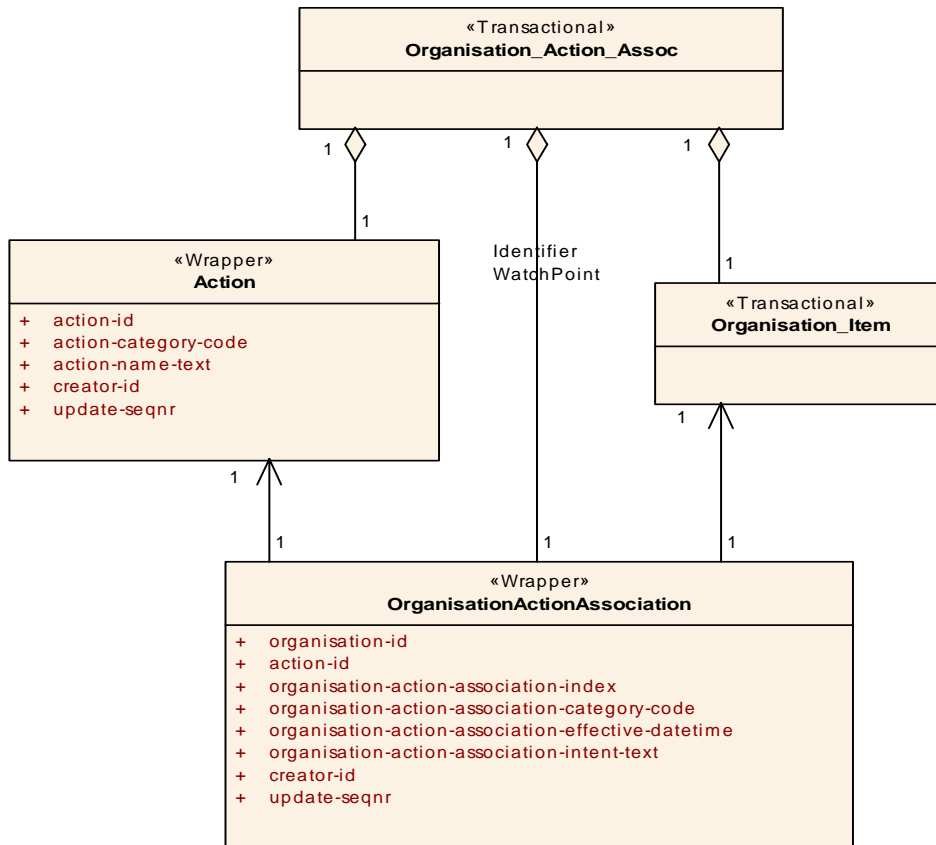 «Transactional»
Organisation_Action_Assoc
1
1
1
1
1
Identifier
WatchPoint
«Wrapper»
Action
+ action-id
+ action-category-code
+ action-name-text
+ creator-id
+ update-seqnr
«Transactional»
Organisation_Item
1
1
1
1
1
«Wrapper»
OrganisationActionAssociation
+ organisation-id
+ action-id
+ organisation-action-association-index
+ organisation-action-association-category-code
+ organisation-action-association-effective-datetime
+ organisation-action-association-intent-text
+ creator-id
+ update-seqnr